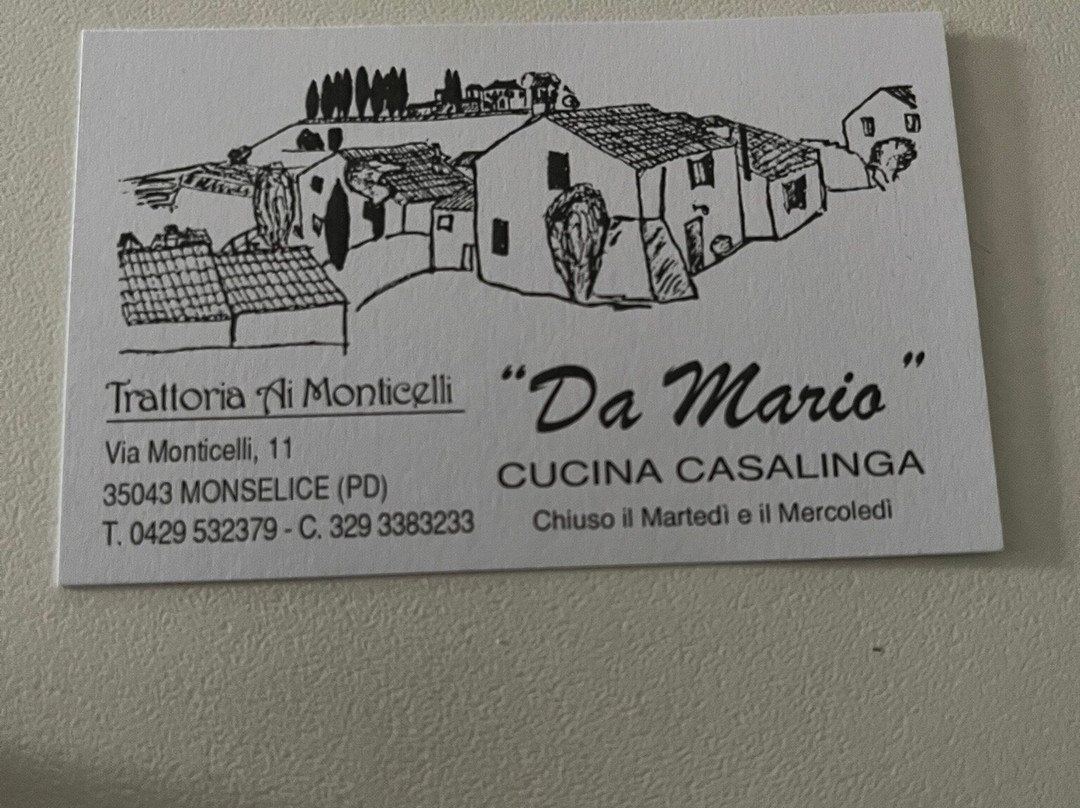 Trattoria Ai Monticelli
Via Monticelli, 11
35043 MONSELICE (PD)
T. 0429 532379 - C. 329 3383233
"Da Mario"
CUCINA CASALINGA
Chiuso il Martedì e il Mercoledì